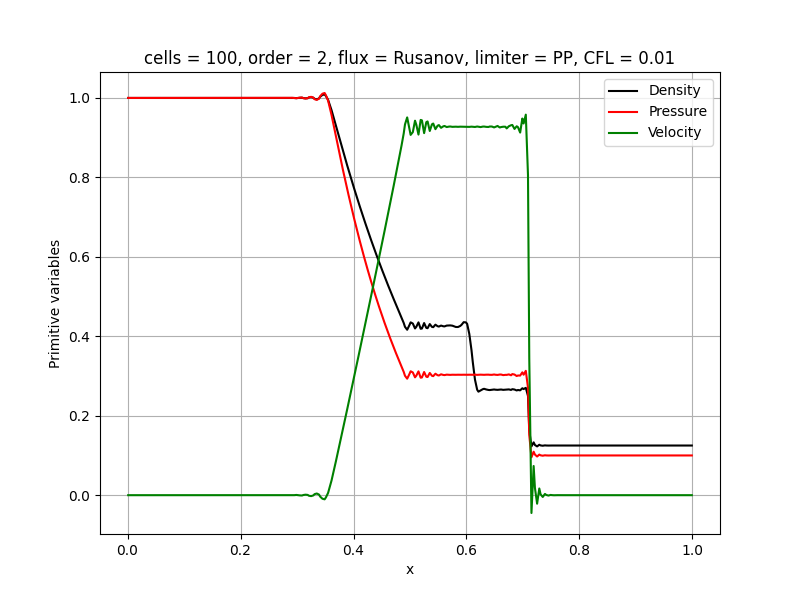 cells = 100, order = 2, flux = Rusanov, limiter = PP, CFL = 0.01
Density
Pressure
Velocity
Primitive variables
1.0
0.8
0.6
0.4
0.2
0.0
0.0 0.2 0.4 0.6 0.8 1.0
x